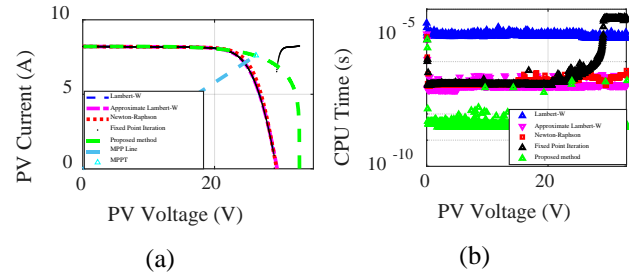 10
5
0
0
20
PV Current (A)
PV Voltage (V)
Lambert-W
Approximate Lambert-W
Newton-Raphson
Fixed Point Iteration
Proposed method
MPP Line
MPPT
(a)
10-5
10-10
0
20
CPU Time (s)
PV Voltage (V)
Lambert-W
Approximate Lambert-W
Newton-Raphson
Fixed Point Iteration
Proposed method
(b)